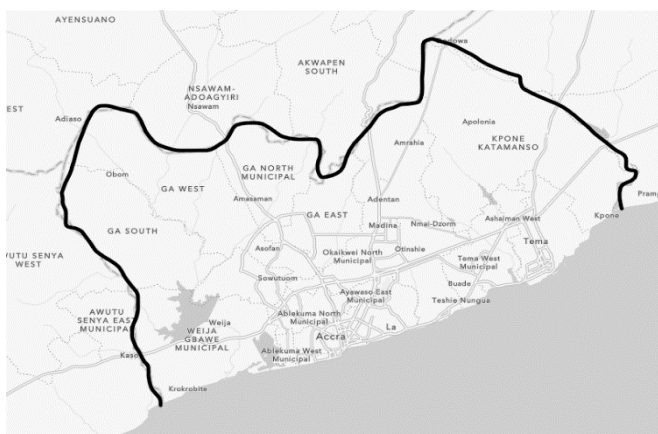 AYENSUANO
AKWAPEN
SOUTH
NSAWAM-
ADOAGYIRI
Nsawam
EST
Adiaso
Apolonia
KPONE
KATAMANSO
Amrahia
Obom
GA WEST
GA NORTH
MUNICIPAL
Amasaman
Adentan
GA EAST
Pramp
Kpone
GA SOUTH
Madina
Nmai-Dzorm
Ashaiman West
Tema
WUTU SENYA
WEST
Asofan
Okaikwei North
Municipal
Otinshie
Tema West
Municipal
Sowutuom
Ayawaso East
Municipal
Buade
Teshie Nungua
AWUTU
SENYA EAST
MUNICIPAL
Weija
WEIJA
GBAWE
MUNICIPAL
Ablekuma North
Municipal
La
Accra
Ablekuma West
Municipal
Kaso
Krokrobite